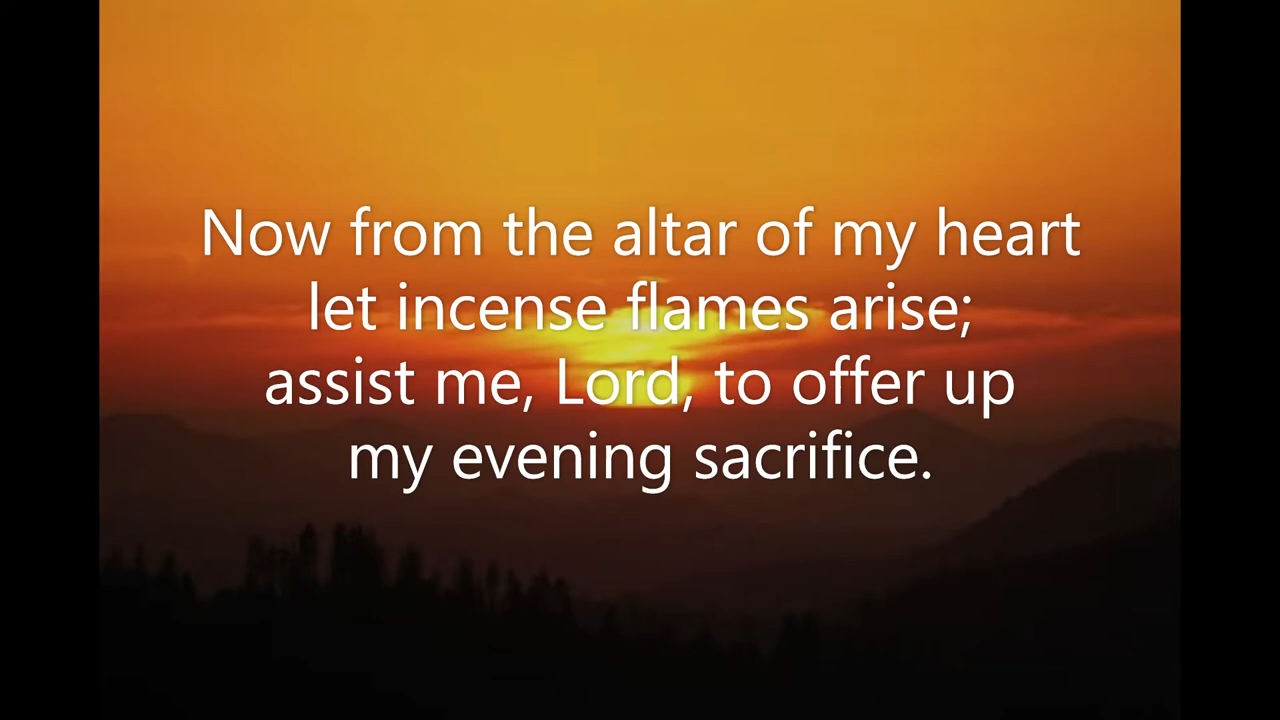 Now from the altar of my heart
let incense flames arise;
assist me, Lord, to offer up
my evening sacrifice.